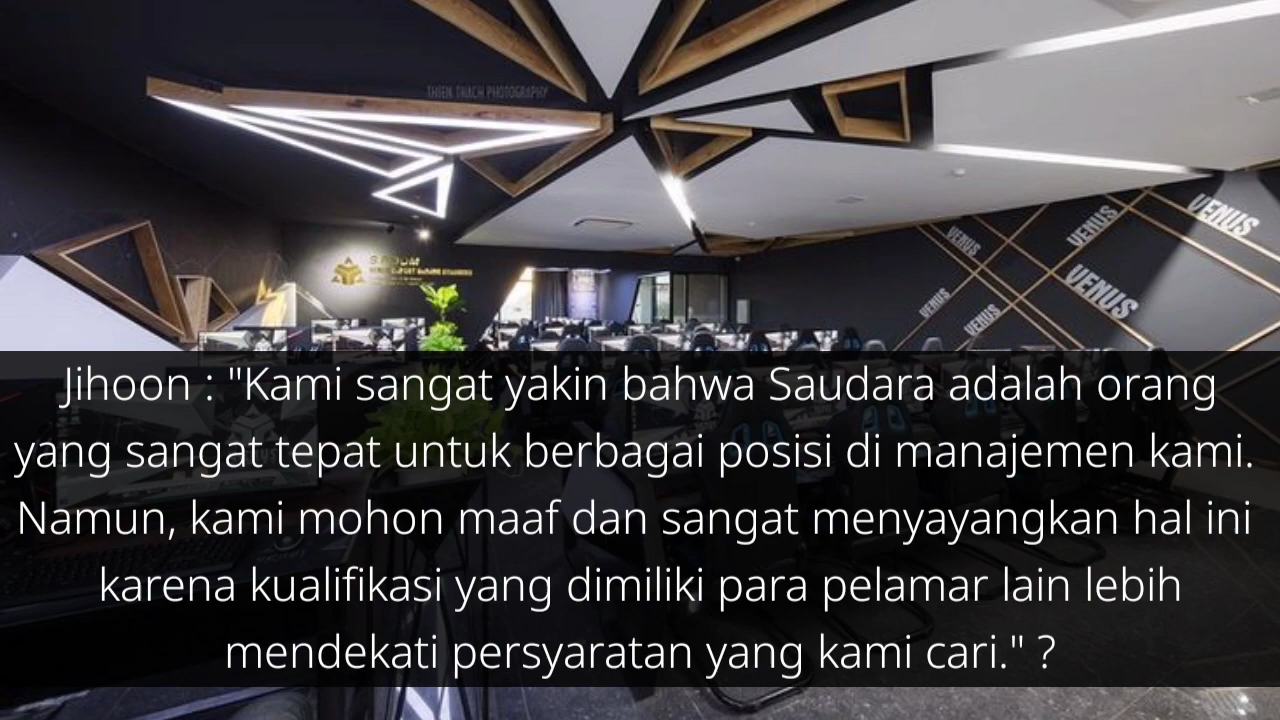 THIEN THACH PHOTOGRAPHY
VENUS
VENUS
VENUS
VENUS
VENUS
VENUS
Jihoon : "Kami sangat yakin bahwa Saudara adalah orang
yang sangat tepat untuk berbagai posisi di manajemen kami.
Namun, kami mohon maaf dan sangat menyayangkan hal ini
karena kualifikasi yang dimiliki para pelamar lain lebih
mendekati persyaratan yang kami cari." ?